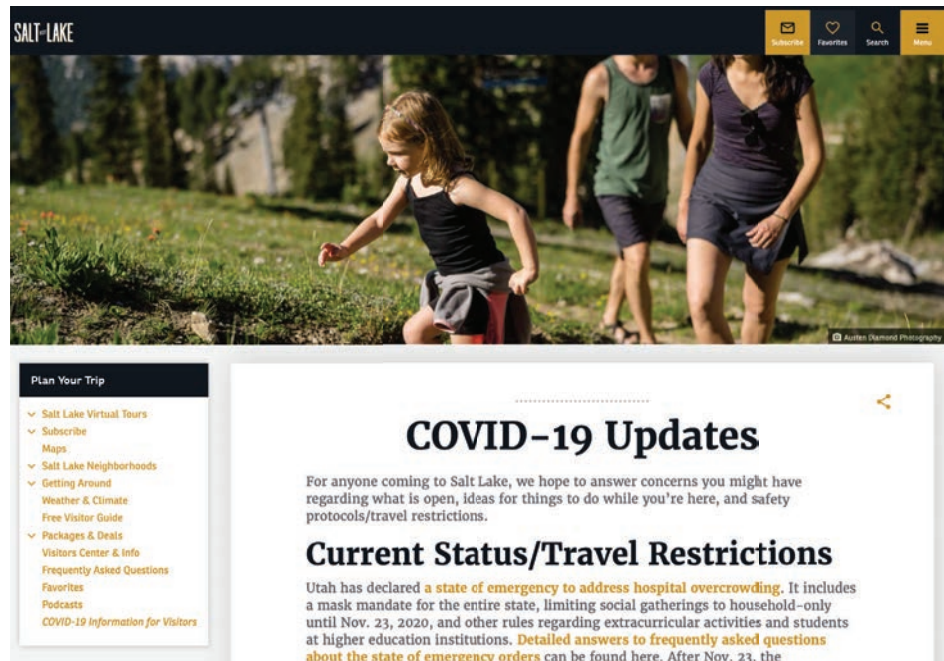 SALT LAKE
Subscribe
Favorites
Search
Menu
Austen Diamond Photography
Plan Your Trip
Salt Lake Virtual Tours
Subscribe
Maps
Salt Lake Neighborhoods
Getting Around
Weather & Climate
Free Visitor Guide
Packages & Deals
Visitors Center & Info
Frequently Asked Questions
Favorites
Podcasts
COVID-19 Information for Visitors
COVID-19 Updates
For anyone coming to Salt Lake, we hope to answer concerns you might have
regarding what is open, ideas for things to do while you're here, and safety
protocols/travel restrictions.
Current Status/Travel Restrictions
Utah has declared a state of emergency to address hospital overcrowding. It includes
a mask mandate for the entire state, limiting social gatherings to household-only
until Nov. 23, 2020, and other rules regarding extracurricular activities and students
at higher education institutions. Detailed answers to frequently asked questions
about the state of emergency orders can be found here. After Nov. 23, the